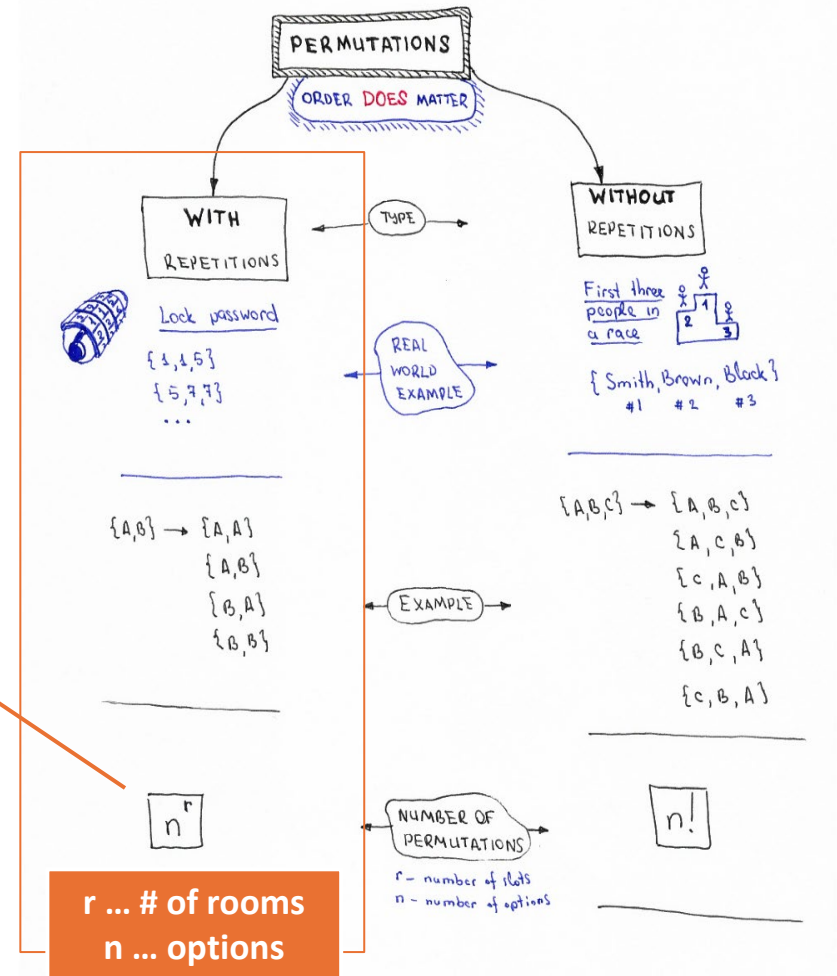 PERMUTATIONS
ORDER DOES MATTER
WITH
REPETITIONS
TYPE
WITHOUT
REPETITIONS
Lock password
{1,1,5}
{5,7,7}
...
REAL
WORLD
EXAMPLE
First three
people in
a race
1
2
3
{Smith, Brown, Black}
#1 #2 #3
{A,B} → {A,A}
{A,B}
{B,A}
{B,B}
EXAMPLE
{A,B,C} → {A,B,C}
{A,C,B}
{C,A,B}
{B,A,C}
{B,C,A}
{C,B,A}
n^r
NUMBER OF
PERMUTATIONS
r - number of slots
n - number of options
n!
r ... # of rooms
n ... options